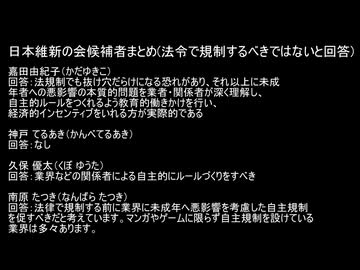 日本維新の会候補者まとめ(法令で規制するべきではないと回答)
嘉田由紀子(かだゆきこ)
回答:法規制でも抜け穴だらけになる恐れがあり、それ以上に未成
年者への悪影響の本質的問題を業者・関係者が深く理解し、
自主的ルールをつくれるよう教育的働きかけを行い、
経済的インセンティブをいれる方が実際的である
神戸 てるあき(かんべてるあき)
回答:なし
久保 優太(くぼ ゆうた)
回答:業界などの関係者による自主的にルールづくりをすべき
南原 たつき(なんばら たつき)
回答:法律で規制する前に業界に未成年へ悪影響を考慮した自主規制
を促すべきだと考えています。マンガやゲームに限らず自主規制を設けている
業界は多々あります。